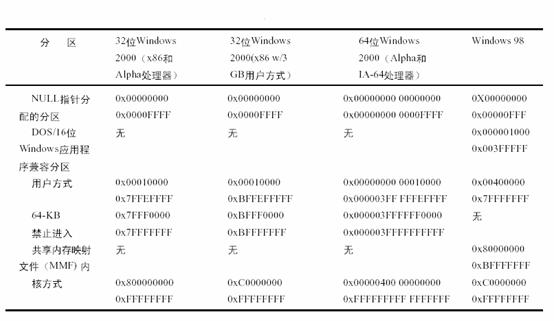 分 区 32位Windows 32位Windows 64位Windows Windows 98
2000（x86和 2000(x86 w/3 2000（Alpha和
Alpha处理器） GB用户方式） IA-64处理器）
NULL指针分 0x00000000 0x00000000 0x00000000 00000000 0X00000000
配的分区 0x0000FFFF 0x0000FFFF 0x00000000 0000FFFF 0x00000FFF
DOS/16位 无 无 无 0x000001000
Windows应用程 0x003FFFFF
序兼容分区
用户方式 0x00010000 0x00010000 0x00000000 00010000 0x00400000
0x7FFEFFFF 0xBFFEFFFFF 0x000003FF FFFEFFFF 0x7FFFFFFF
64-KB 0x7FFF0000 0xBFFF0000 0x000003FFFFFF0000 无
禁止进入 0x7FFFFFFF 0xBFFFFFFF 0x000003FFFFFFFFFF
共享内存映射 无 无 无 0x80000000
文件（MMF) 内 0xBFFFFFFF
核方式 0x800000000 0xC0000000 0x00000400 00000000 0xC0000000
0xFFFFFFFF 0xFFFFFFFF 0xFFFFFFFFF FFFFFFF 0xFFFFFFFF